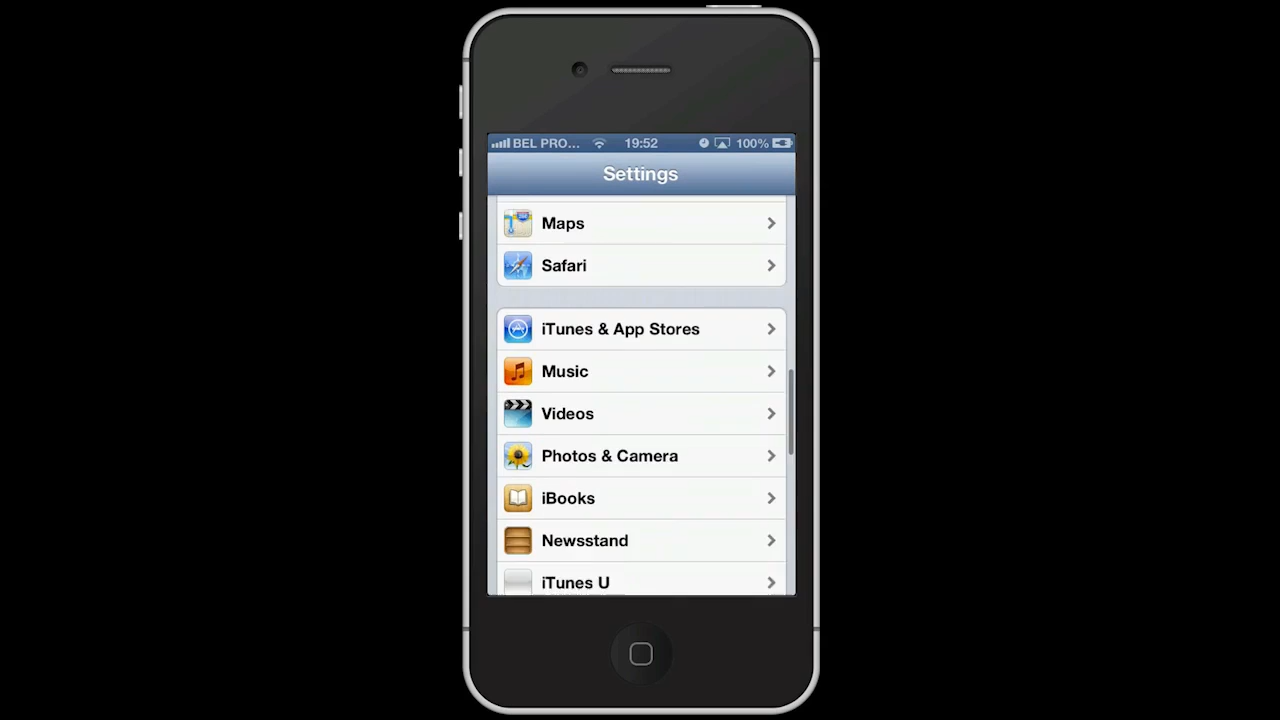 BEL PRO... 19:52 100%
Settings
Maps
Safari
iTunes & App Stores
Music
Videos
Photos & Camera
iBooks
Newsstand
iTunes U